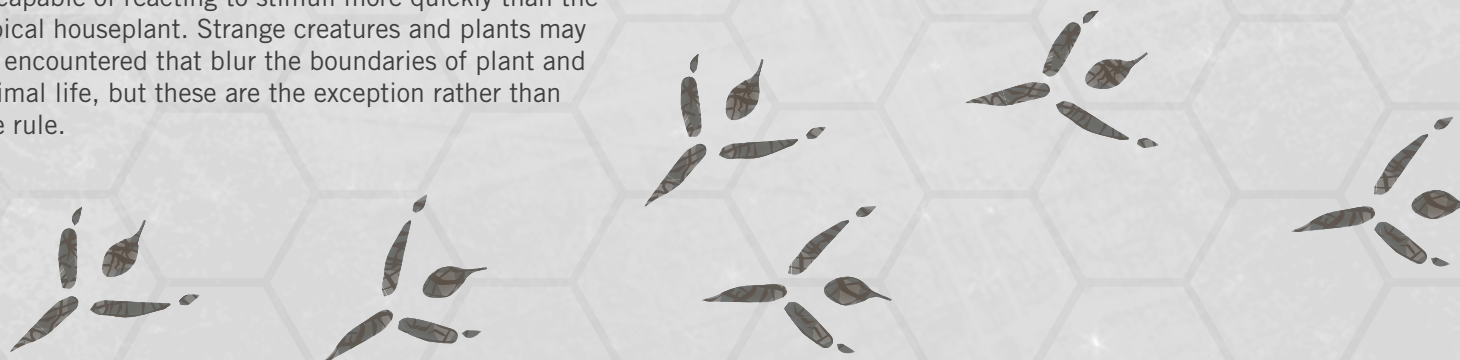 capable of reacting to stimuli more quickly than the
pical houseplant. Strange creatures and plants may
encountered that blur the boundaries of plant and
imal life, but these are the exception rather than
e rule.